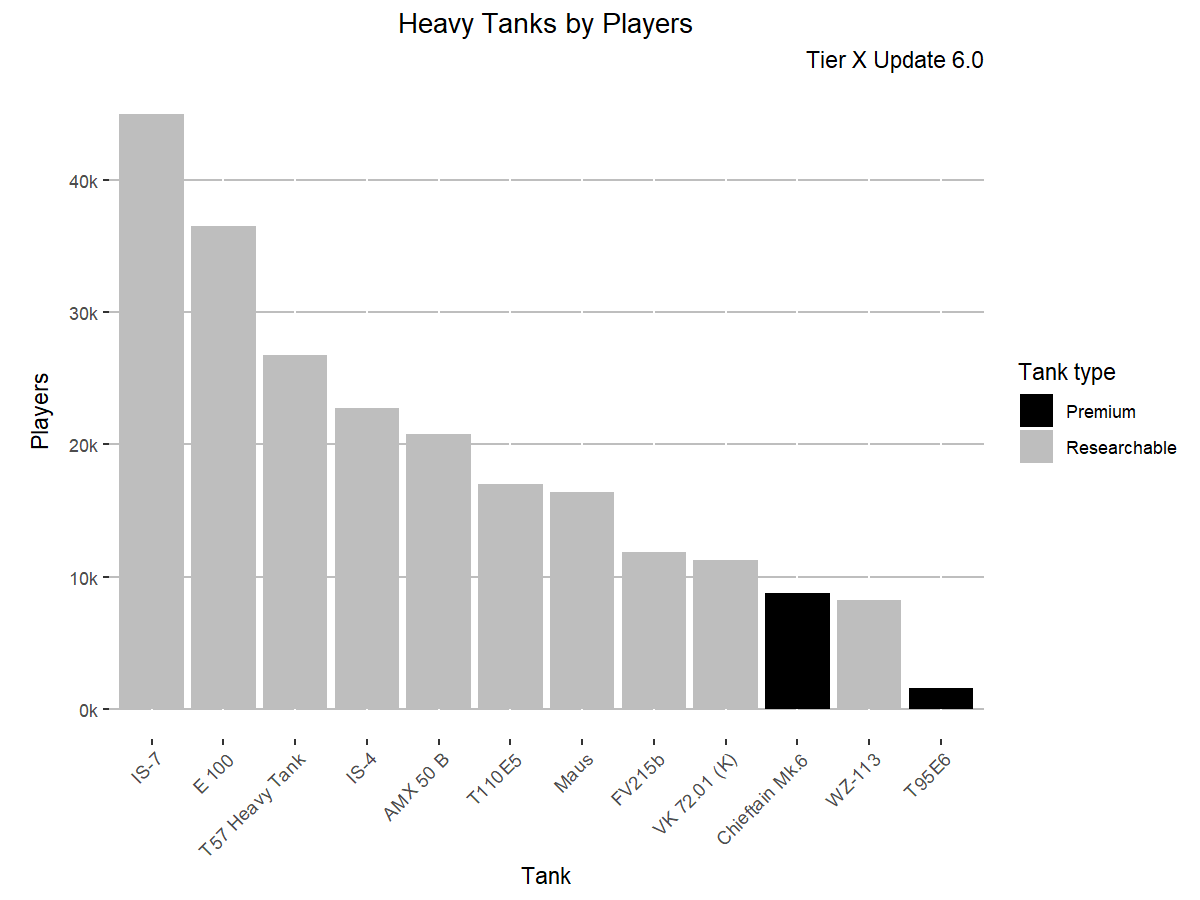 Heavy Tanks by Players
Tier X Update 6.0
Players
40k
30k
20k
10k
0k
IS-7
E 100
T57 Heavy Tank
IS-4
AMX 50 B
T110E5
Maus
FV215b
VK 72.01 (K)
Chieftain Mk.6
WZ-113
T95E6
Tank
Tank type
Premium
Researchable